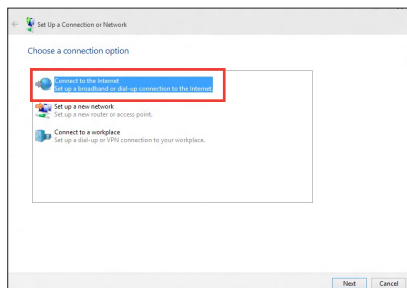 Set Up a Connection or Network
Choose a connection option
Connect to the Internet
Set up a broadband or dial-up connection to the Internet.
Set up a new network
Set up a new router or access point.
Connect to a workplace
Set up a dial-up or VPN connection to your workplace.
Next Cancel